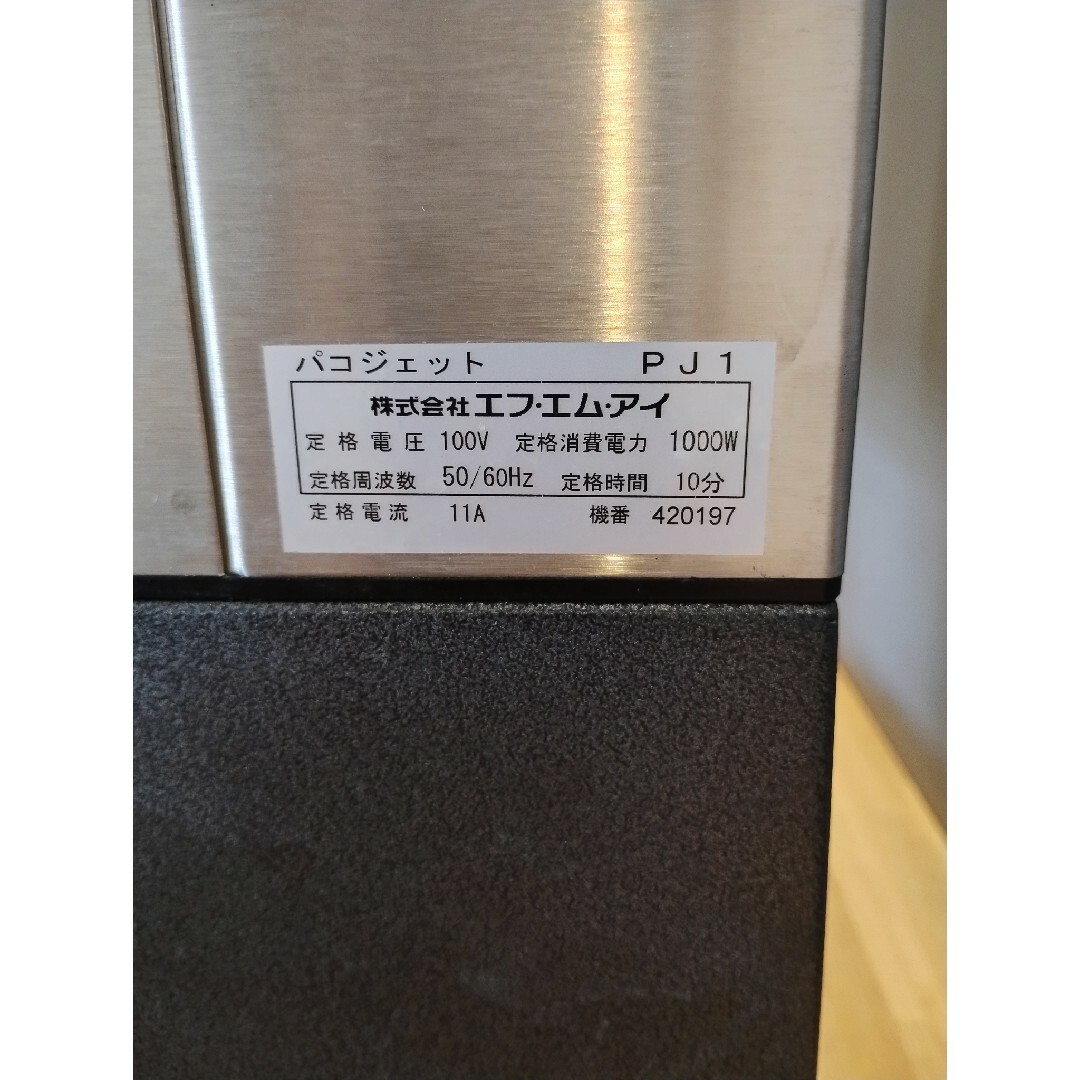 パコジェット PJ1
株式会社エフ・エム・アイ
定格電圧 100V 定格消費電力 1000W
定格周波数 50/60Hz 定格時間 10分
定格電流 11A 機番 420197